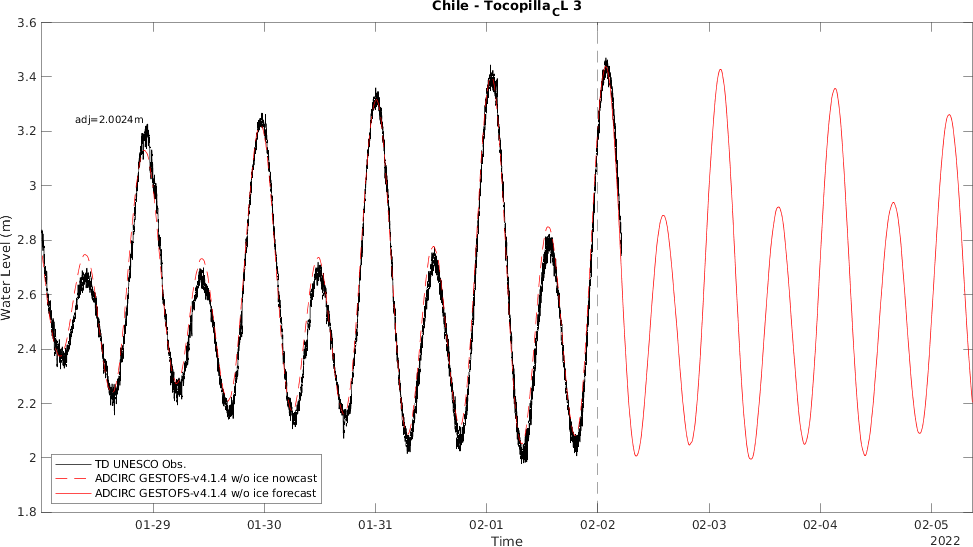 Chile - Tocopilla_CL 3
3.6
3.4
3.2
3
2.8
2.6
2.4
2.2
2
1.8
Water Level (m)
adj=2.0024m
TD UNESCO Obs.
ADCIRC GESTOFS-v4.1.4 w/o ice nowcast
ADCIRC GESTOFS-v4.1.4 w/o ice forecast
01-29 01-30 01-31 02-01 02-02 02-03 02-04 02-05
Time
2022